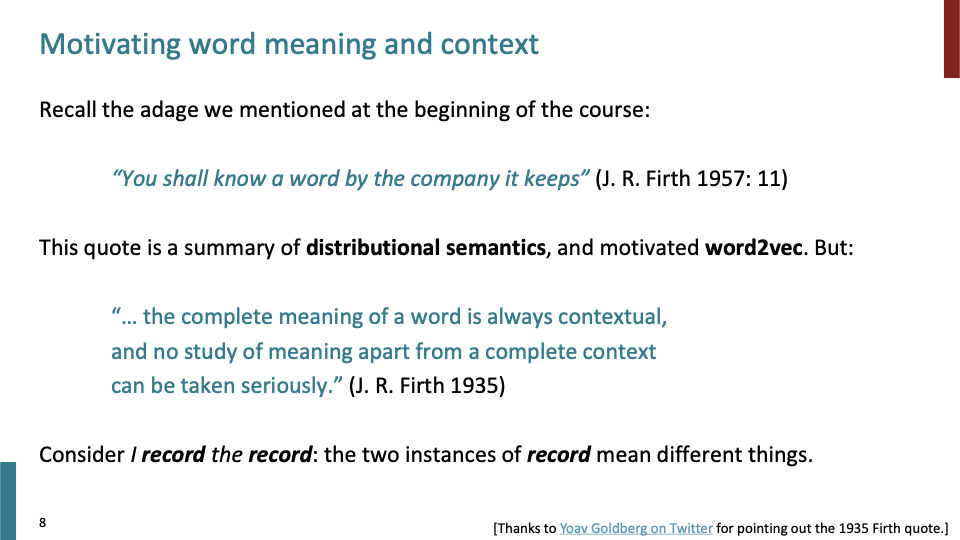 Motivating word meaning and context
Recall the adage we mentioned at the beginning of the course:
“You shall know a word by the company it keeps” (J. R. Firth 1957: 11)
This quote is a summary of distributional semantics, and motivated word2vec. But:
“… the complete meaning of a word is always contextual,
and no study of meaning apart from a complete context
can be taken seriously.” (J. R. Firth 1935)
Consider I record the record: the two instances of record mean different things.
8
[Thanks to Yoav Goldberg on Twitter for pointing out the 1935 Firth quote.]